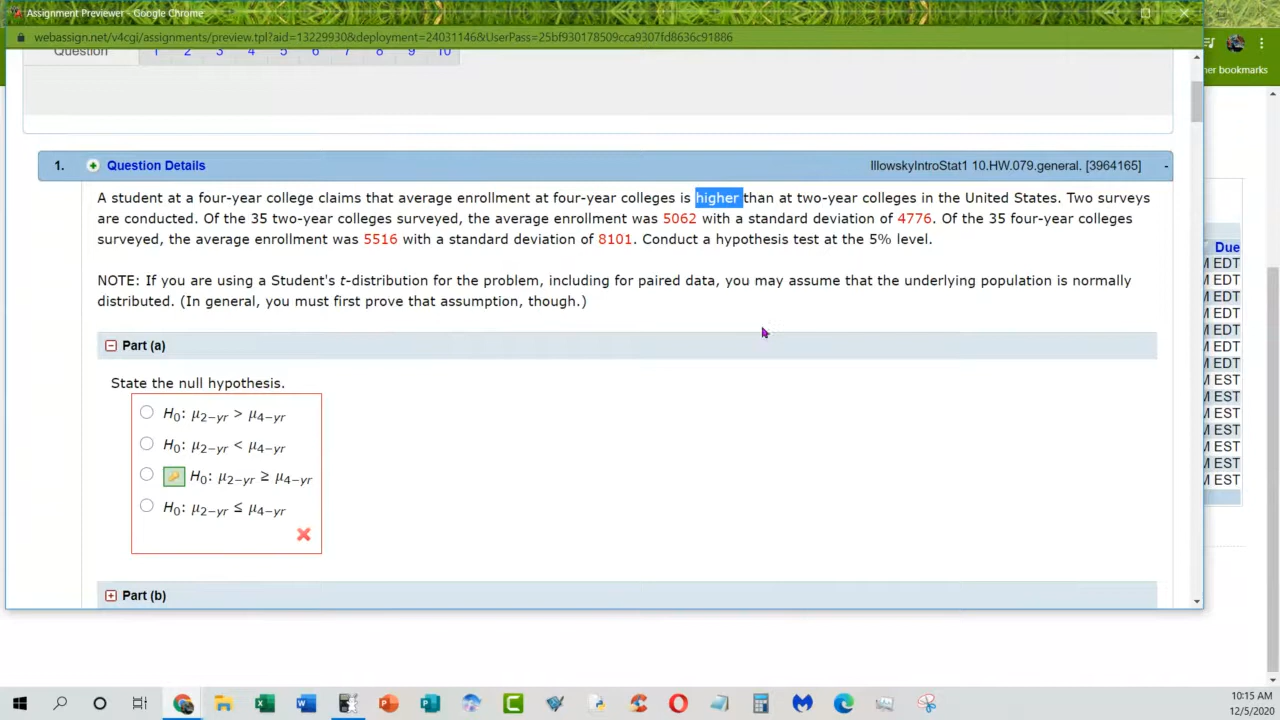 Assignment Previewer - Google Chrome
webassign.net/v4cgi/assignments/preview.tpl?aid=13229930&deployment=24031146&UserPass=25bf930178509cca9307fd8636c91886
her bookmarks
Question 1 2 3 4 5 6 7 8 9 10
1. Question Details IllowskyIntroStat1 10.HW.079.general. [3964165] -
A student at a four-year college claims that average enrollment at four-year colleges is higher than at two-year colleges in the United States. Two surveys
are conducted. Of the 35 two-year colleges surveyed, the average enrollment was 5062 with a standard deviation of 4776. Of the 35 four-year colleges
surveyed, the average enrollment was 5516 with a standard deviation of 8101. Conduct a hypothesis test at the 5% level.
NOTE: If you are using a Student's t-distribution for the problem, including for paired data, you may assume that the underlying population is normally
distributed. (In general, you must first prove that assumption, though.)
Part (a)
State the null hypothesis.
H0: μ2−yr > μ4−yr
H0: μ2−yr < μ4−yr
H0: μ2−yr ≥ μ4−yr
H0: μ2−yr ≤ μ4−yr
Part (b)
Due
M EDT
M EDT
M EDT
M EDT
M EDT
M EDT
M EDT
M EST
M EST
M EST
M EST
M EST
M EST
M EST
10:15 AM
12/5/2020